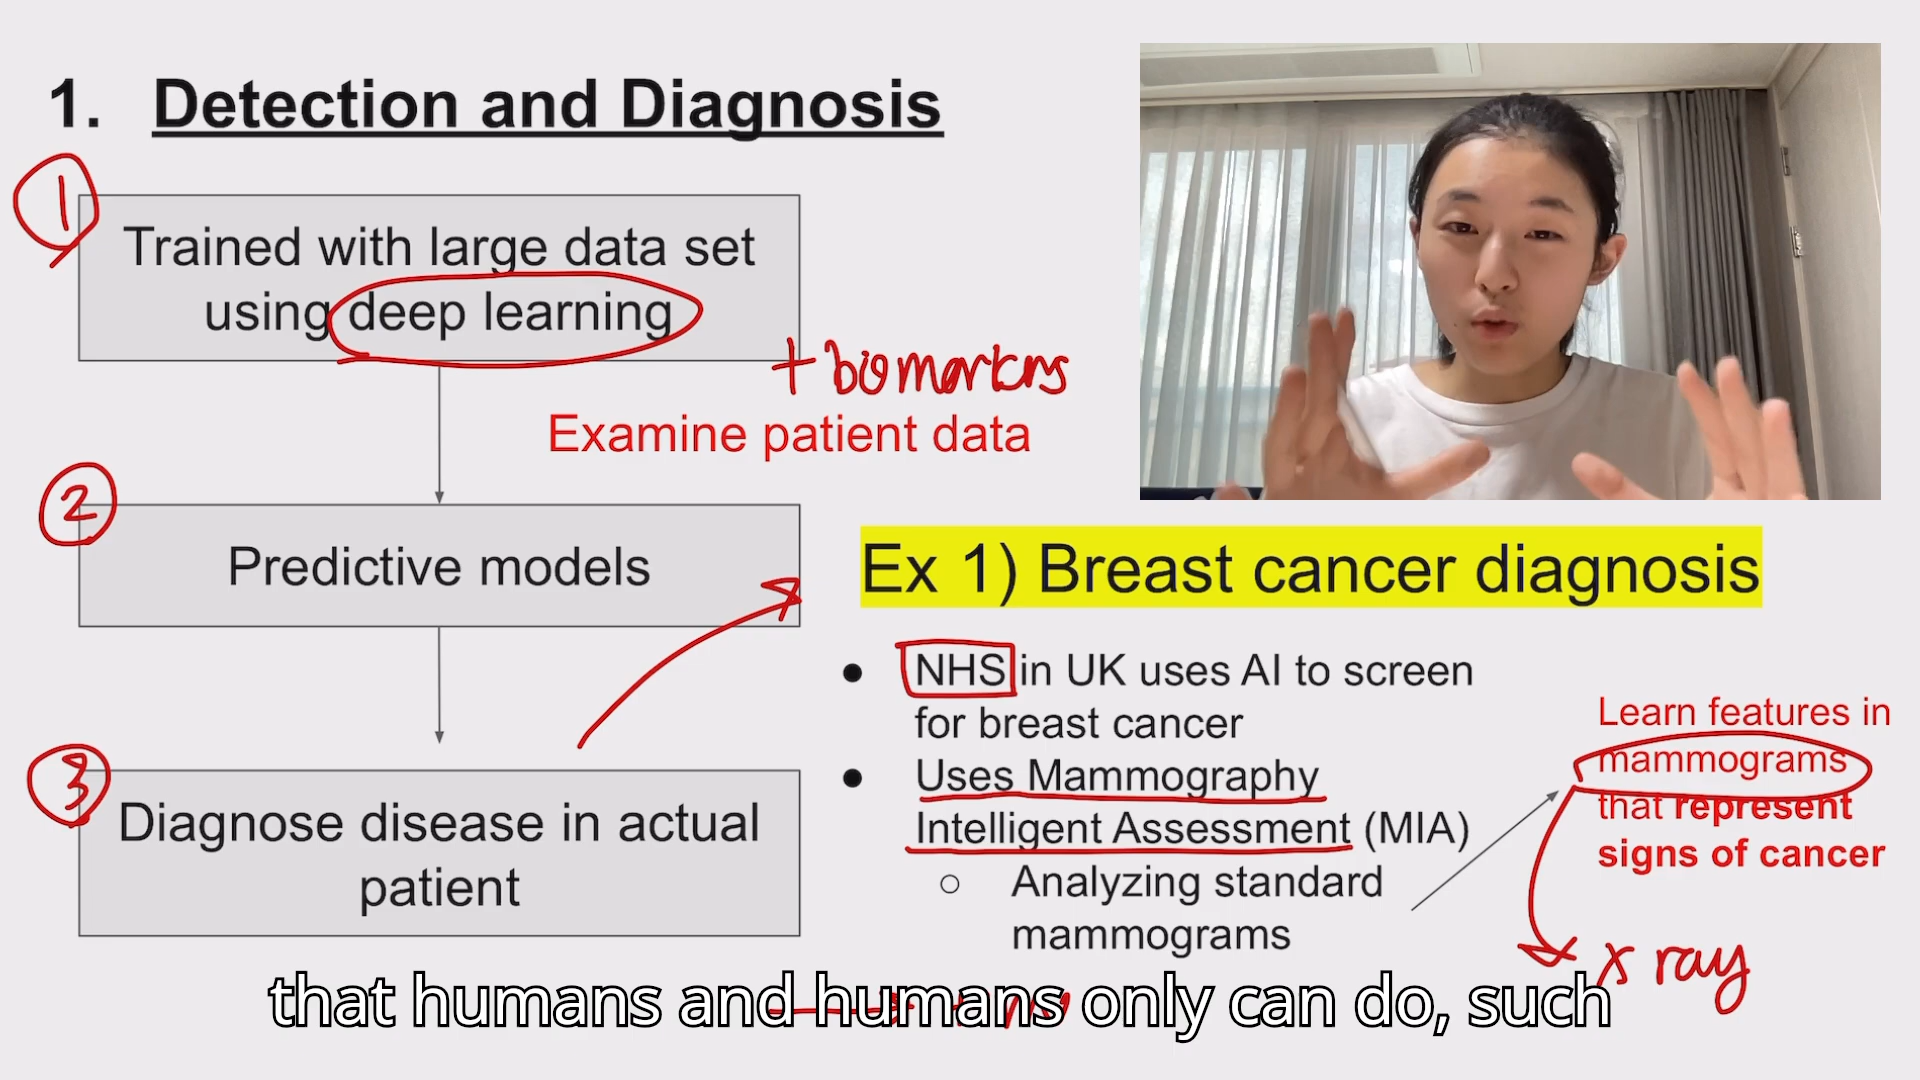 1. Detection and Diagnosis
1
Trained with large data set
using deep learning
+ biomarkers
Examine patient data
2
Predictive models
3
Diagnose disease in actual
patient
Ex 1) Breast cancer diagnosis
● NHS in UK uses AI to screen
for breast cancer
● Uses Mammography
Intelligent Assessment (MIA)
○ Analyzing standard
mammograms
Learn features in
mammograms
that represent
signs of cancer
x ray
that humans and humans only can do, such